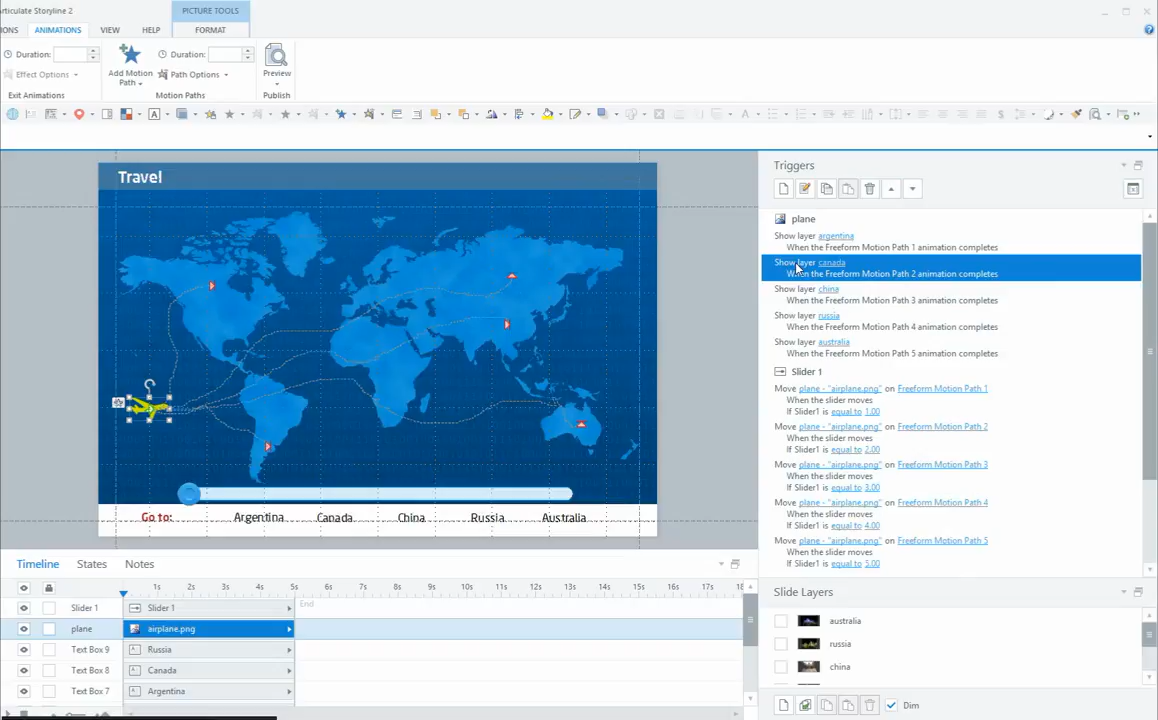 Articulate Storyline 2
PICTURE TOOLS
IONS
ANIMATIONS
VIEW
HELP
FORMAT
Duration:
Effect Options
Exit Animations
Add Motion
Path
Duration:
Path Options
Motion Paths
Preview
Publish
Travel
Go to:
Argentina
Canada
China
Russia
Australia
Triggers
plane
Show layer argentina
When the Freeform Motion Path 1 animation completes
Show layer canada
When the Freeform Motion Path 2 animation completes
Show layer china
When the Freeform Motion Path 3 animation completes
Show layer russia
When the Freeform Motion Path 4 animation completes
Show layer australia
When the Freeform Motion Path 5 animation completes
Slider 1
Move plane - "airplane.png" on Freeform Motion Path 1
When the slider moves
If Slider1 is equal to 1.00
Move plane - "airplane.png" on Freeform Motion Path 2
When the slider moves
If Slider1 is equal to 2.00
Move plane - "airplane.png" on Freeform Motion Path 3
When the slider moves
If Slider1 is equal to 3.00
Move plane - "airplane.png" on Freeform Motion Path 4
When the slider moves
If Slider1 is equal to 4.00
Move plane - "airplane.png" on Freeform Motion Path 5
When the slider moves
If Slider1 is equal to 5.00
Timeline
States
Notes
1s 2s 3s 4s 5s 6s 7s 8s 9s 10s 11s 12s 13s 14s 15s 16s 17s 18
Slider 1
Slider 1
End
plane
airplane.png
Text Box 9
Russia
Text Box 8
Canada
Text Box 7
Argentina
Slide Layers
australia
russia
china
Dim